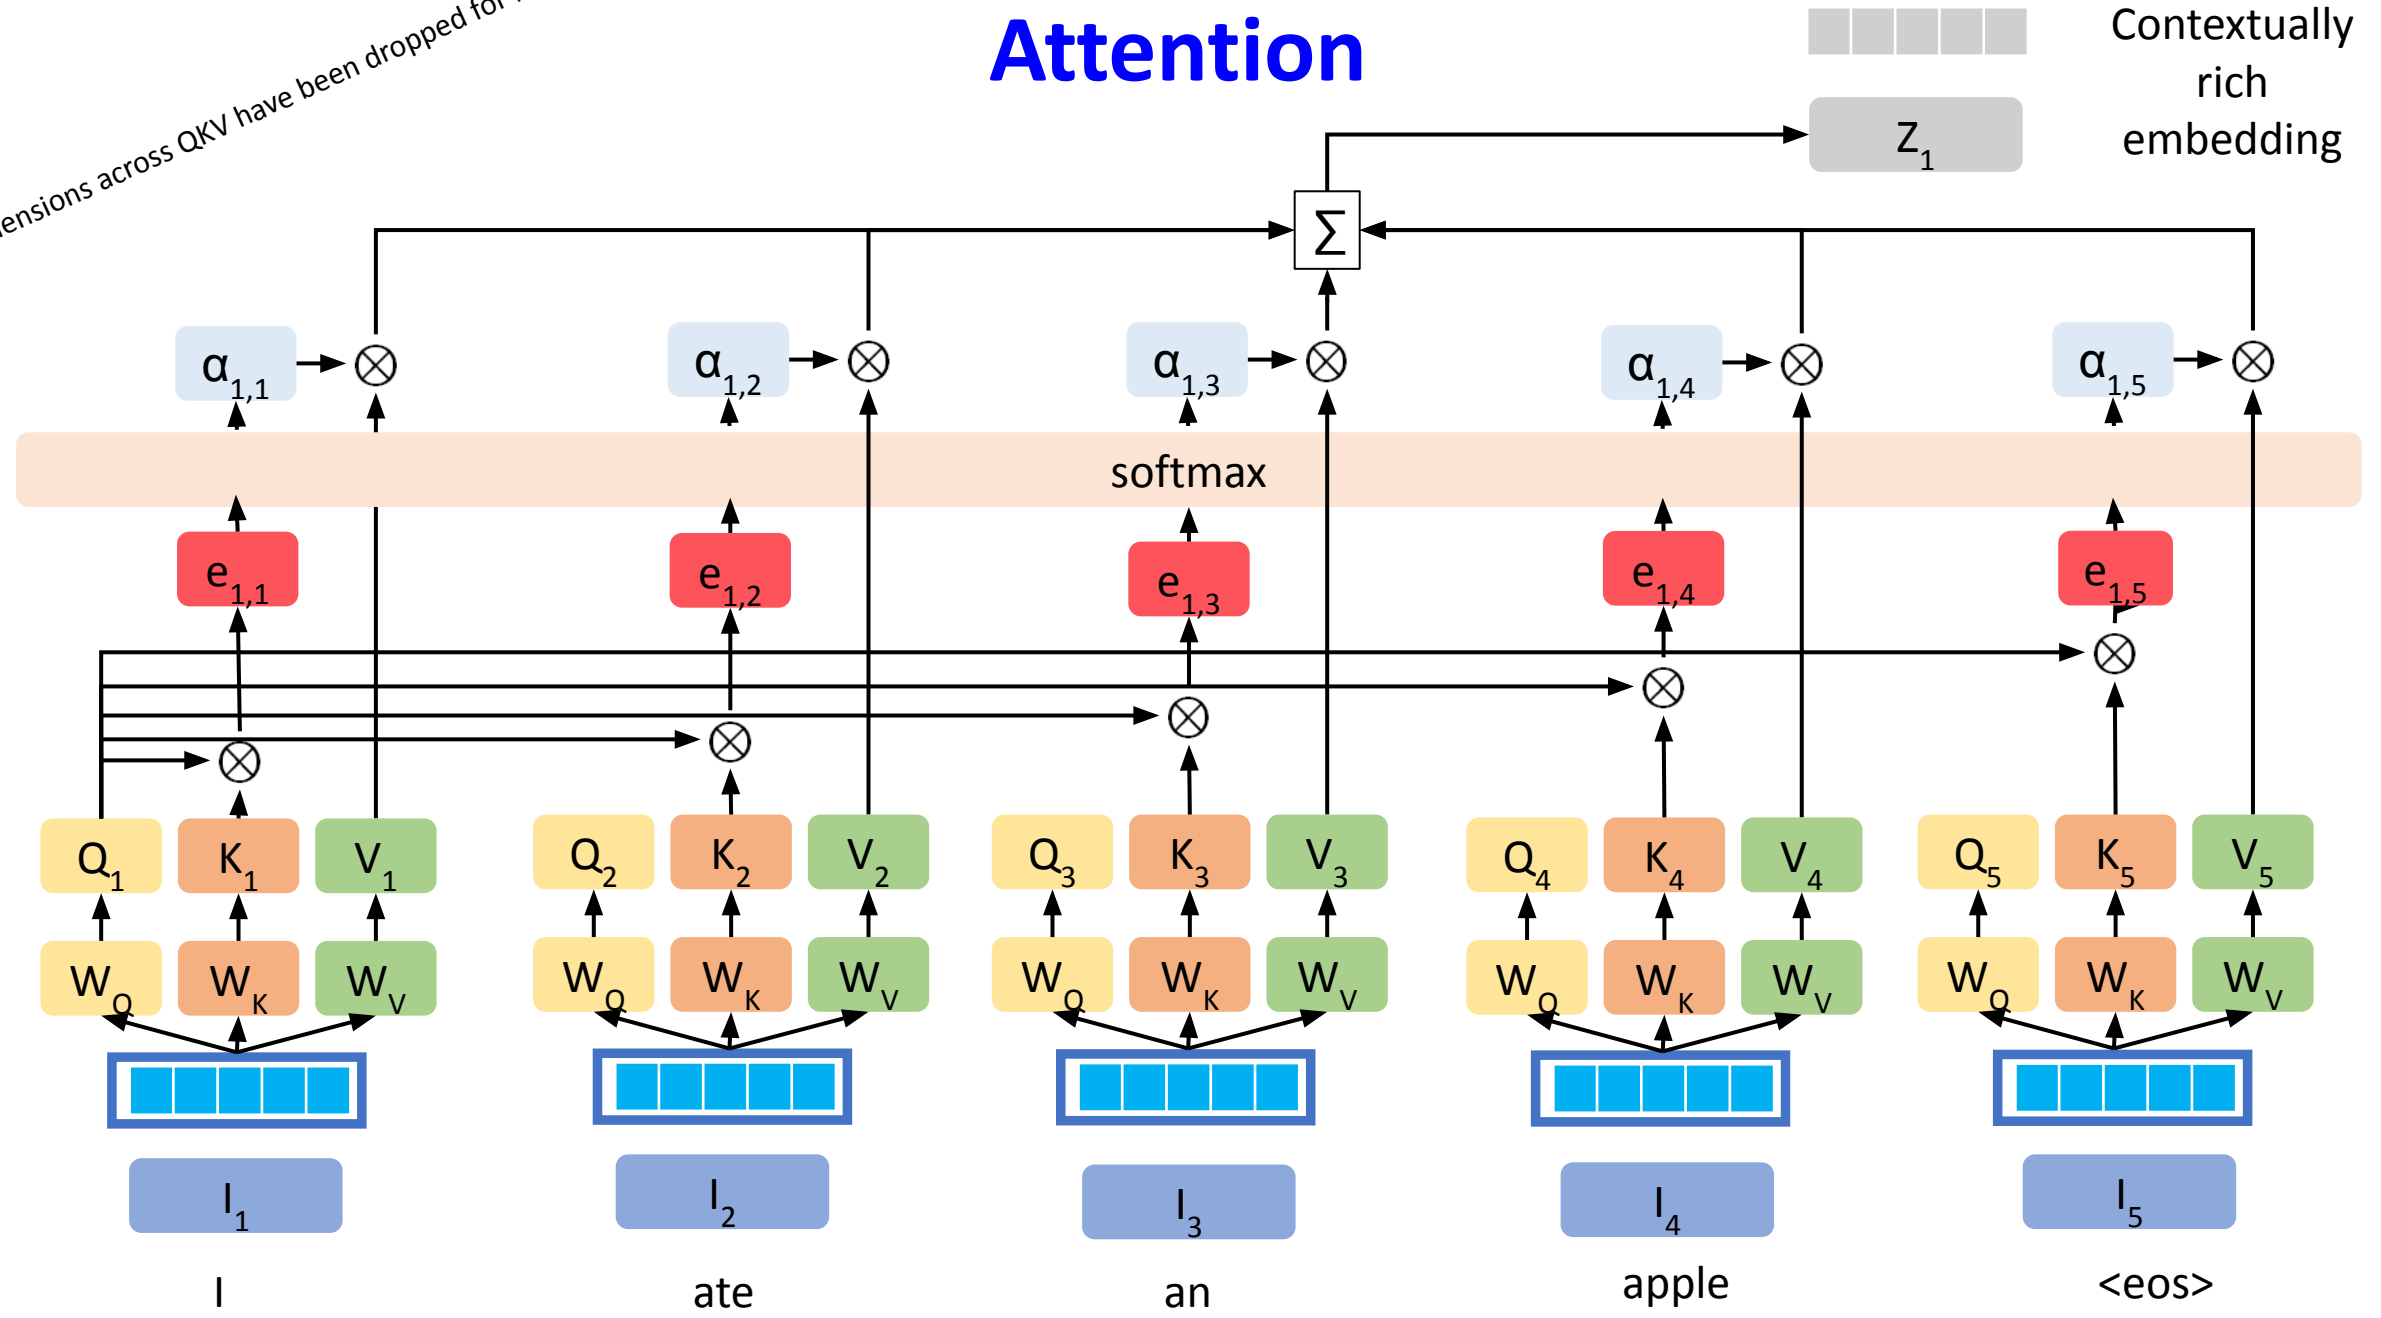 Attention
Contextually
rich
embedding
across QKV have been dropped for
Z1
Σ
α1,1 α1,2 α1,3 α1,4 α1,5
softmax
e1,1 e1,2 e1,3 e1,4 e1,5
Q1 K1 V1 Q2 K2 V2 Q3 K3 V3 Q4 K4 V4 Q5 K5 V5
WQ WK WV WQ WK WV WQ WK WV WQ WK WV WQ WK WV
I1 I2 I3 I4 I5
I ate an apple <eos>